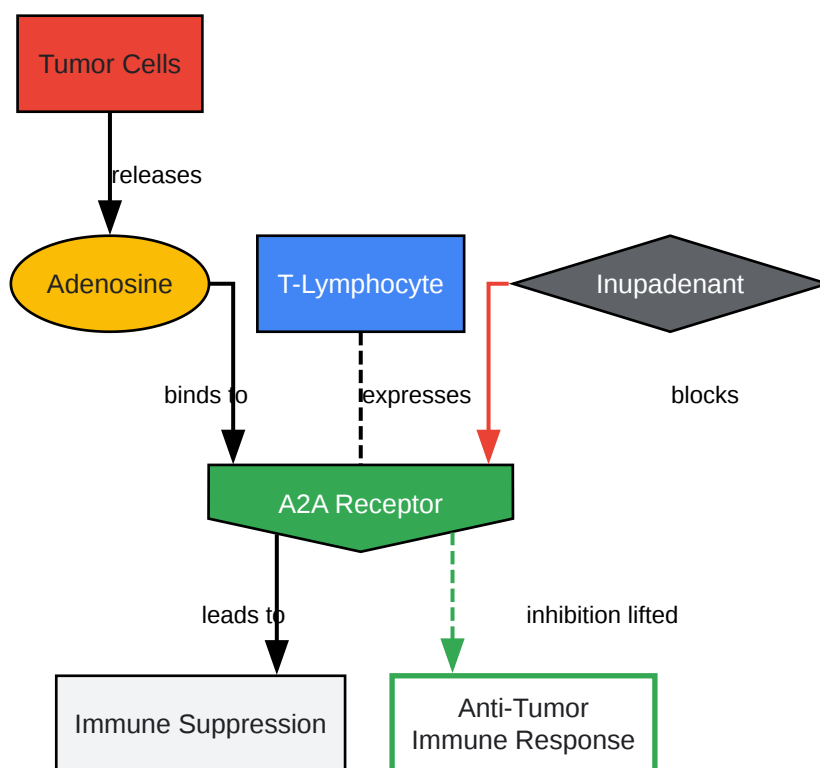 Tumor Cells
releases
Adenosine
T-Lymphocyte
Inupadenant
binds to
expresses
blocks
A2A Receptor
leads to
inhibition lifted
Immune Suppression
Anti-Tumor
Immune Response